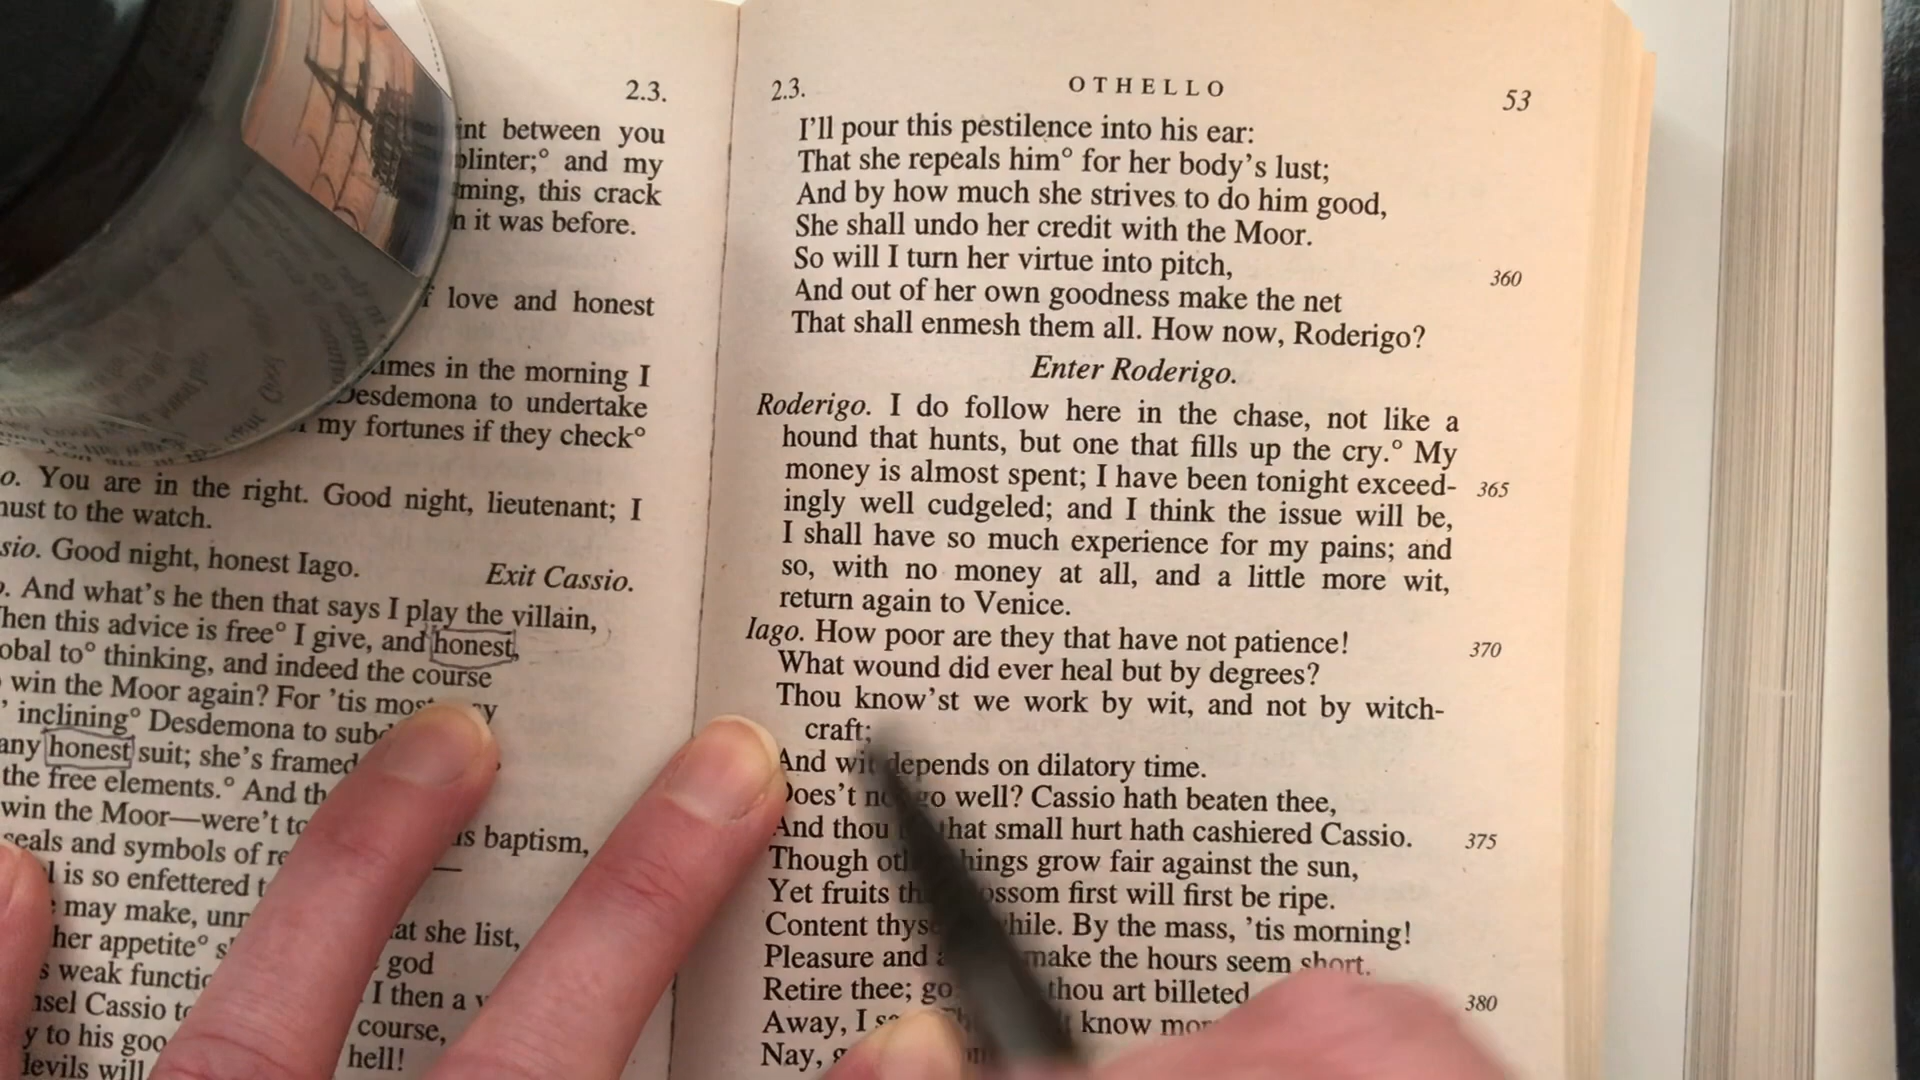 2.3.
int between you
plinter;° and my
ming, this crack
n it was before.
love and honest
imes in the morning I
Desdemona to undertake
my fortunes if they check°
o. You are in the right. Good night, lieutenant; I
must to the watch.
sio. Good night, honest Iago.
Exit Cassio.
o. And what's he then that says I play the villain,
hen this advice is free° I give, and honest,
obal to° thinking, and indeed the course
win the Moor again? For 'tis most
inclining° Desdemona to subd
any honest suit; she's framed
the free elements.° And th
win the Moor—were't to s baptism,
seals and symbols of re —
l is so enfettered t
may make, unr at she list,
her appetite° s god
s weak functio I then a v
nsel Cassio to course,
y to his goo hell!
devils will
2.3. OTHELLO 53
I'll pour this pestilence into his ear:
That she repeals him° for her body's lust;
And by how much she strives to do him good,
She shall undo her credit with the Moor.
So will I turn her virtue into pitch, 360
And out of her own goodness make the net
That shall enmesh them all. How now, Roderigo?
Enter Roderigo.
Roderigo. I do follow here in the chase, not like a
hound that hunts, but one that fills up the cry.° My
money is almost spent; I have been tonight exceed- 365
ingly well cudgeled; and I think the issue will be,
I shall have so much experience for my pains; and
so, with no money at all, and a little more wit,
return again to Venice.
Iago. How poor are they that have not patience! 370
What wound did ever heal but by degrees?
Thou know'st we work by wit, and not by witch-
craft;
And wit depends on dilatory time.
Does't not go well? Cassio hath beaten thee,
And thou that small hurt hath cashiered Cassio. 375
Though other things grow fair against the sun,
Yet fruits that blossom first will first be ripe.
Content thyself awhile. By the mass, 'tis morning!
Pleasure and make the hours seem short.
Retire thee; go thou art billeted 380
Away, I say know mor
Nay,